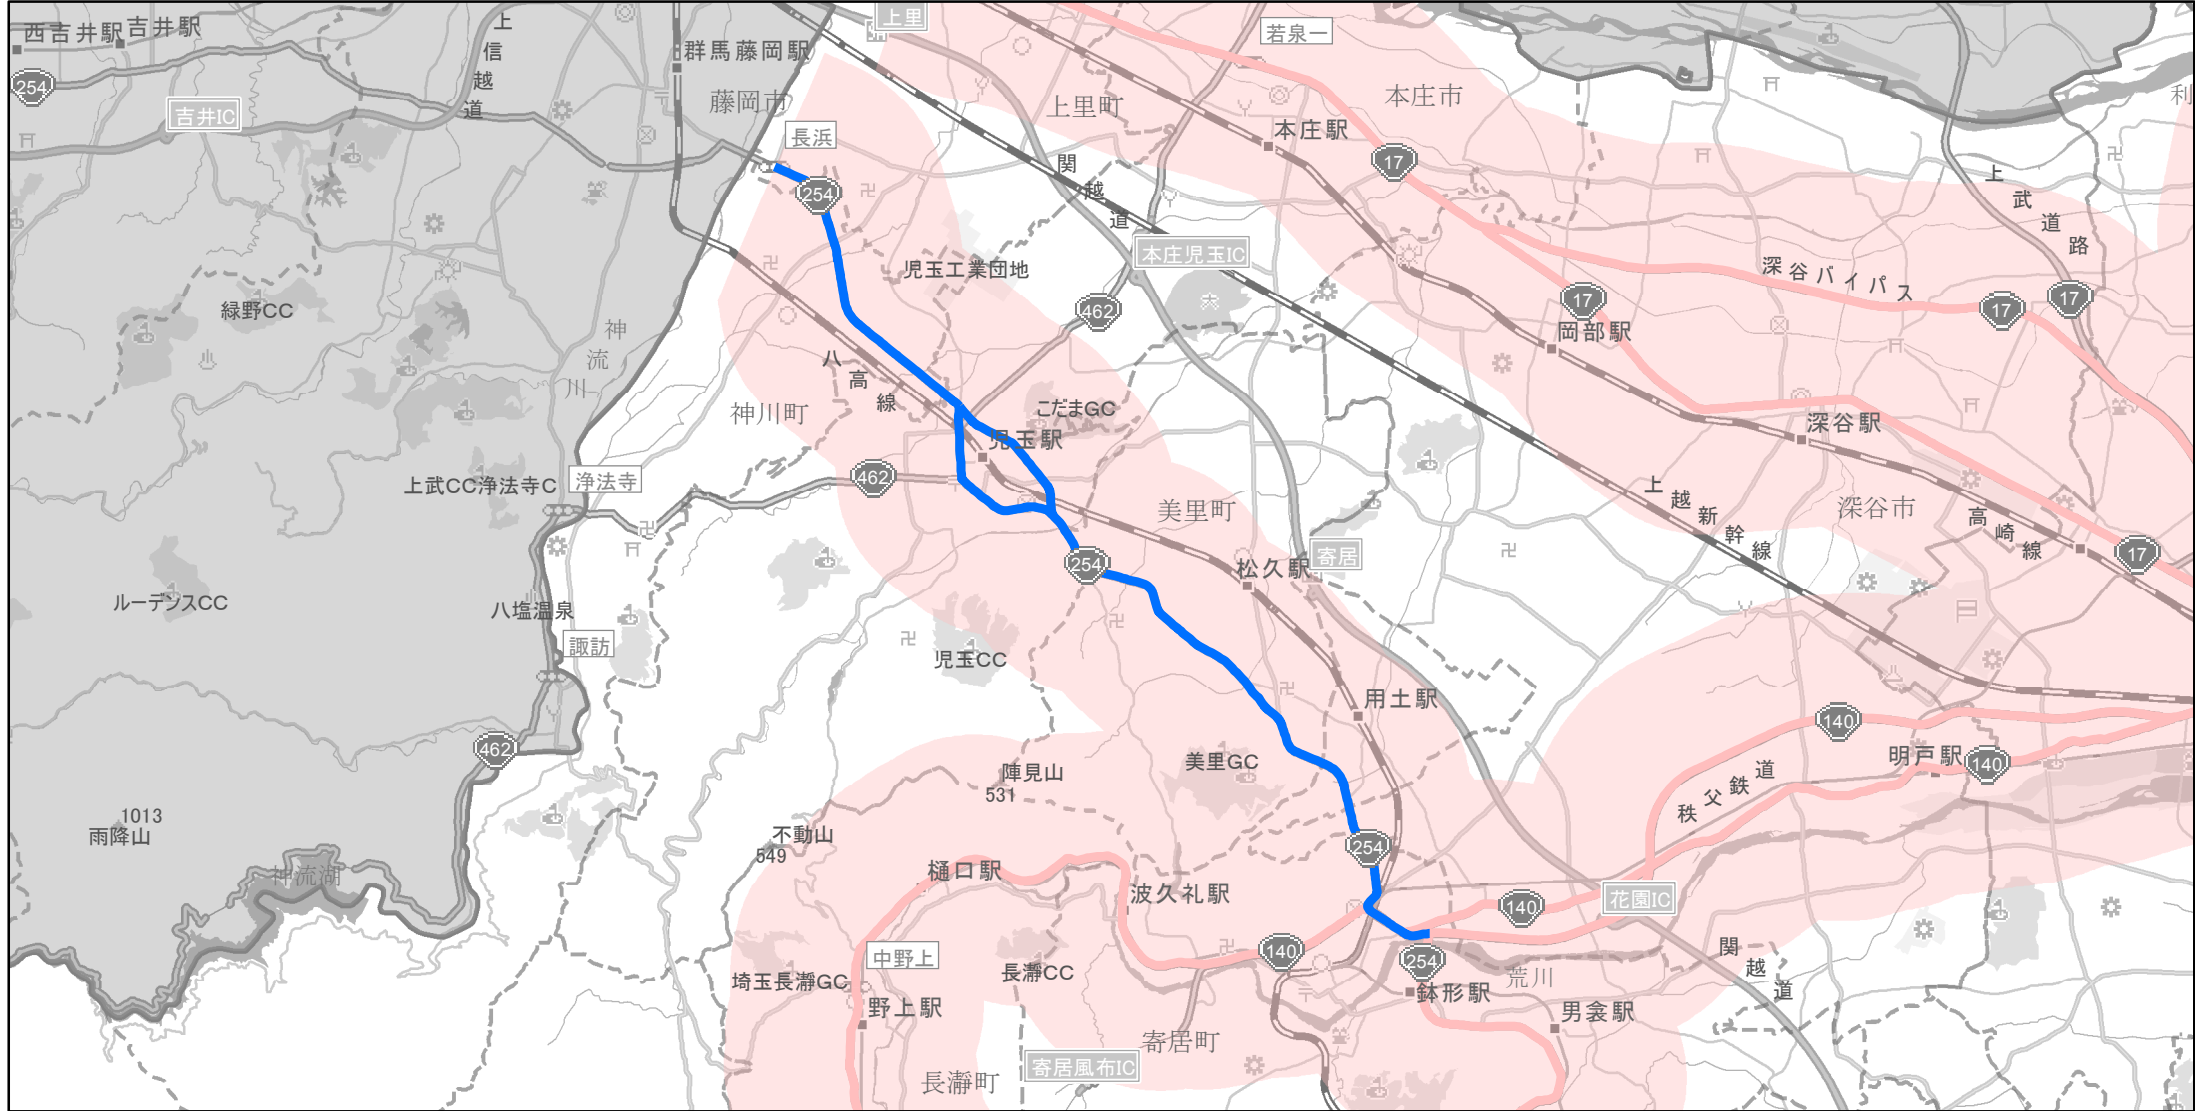 西吉井駅
吉井駅
上信越道
群馬藤岡駅
上里
若泉一
254
吉井IC
藤岡市
上里町
本庄市
利
長浜
本庄駅
17
関越道
254
上武道路
本庄児玉IC
児玉工業団地
深谷バイパス
緑野CC
462
17
17
17
神流川
岡部駅
八高線
神川町
こだまGC
児玉駅
深谷駅
上武CC浄法寺C
浄法寺
462
美里町
上越新幹線
深谷市
高崎線
17
寄居
254
松久駅
ルーデンスCC
八塩温泉
諏訪
児玉CC
用土駅
462
140
陣見山
531
美里GC
明戸駅
140
秩父鉄道
1013
雨降山
不動山
549
254
神流湖
樋口駅
波久礼駅
花園IC
140
中野上
140
254
関越道
埼玉長瀞GC
長瀞CC
荒川
鉢形駅
野上駅
男衾駅
寄居町
寄居風布IC
長瀞町